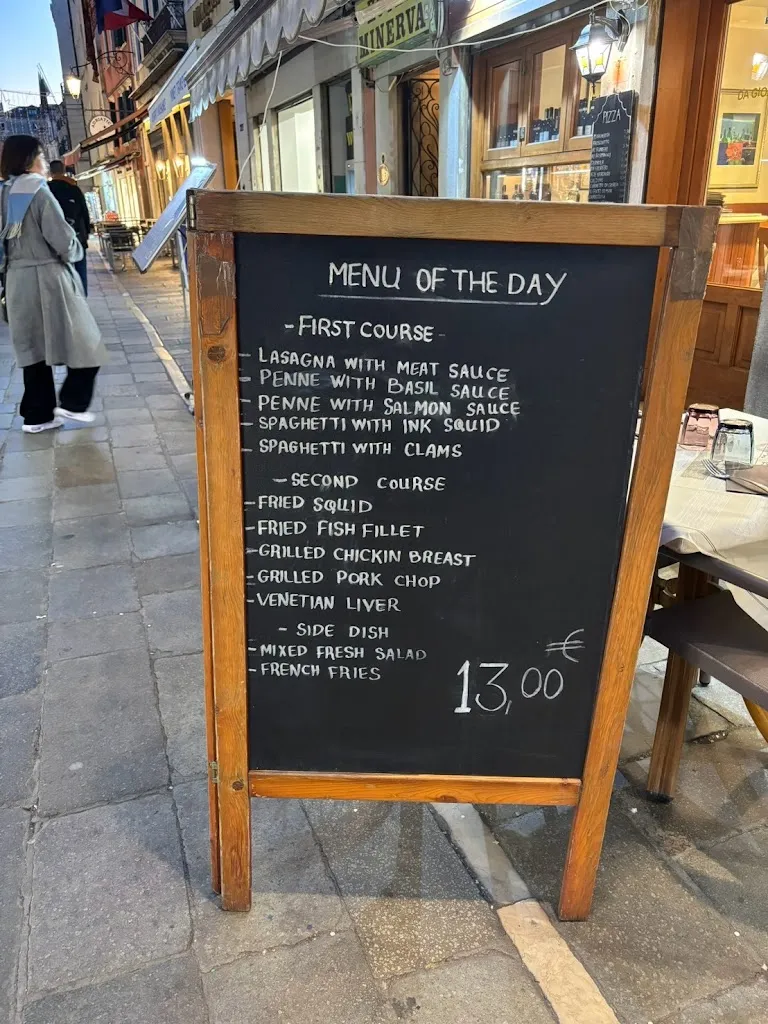 MINERVA
PIZZA
DA GIO
MENU OF THE DAY
- FIRST COURSE -
- LASAGNA WITH MEAT SAUCE
- PENNE WITH BASIL SAUCE
- PENNE WITH SALMON SAUCE
- SPAGHETTI WITH INK SQUID
- SPAGHETTI WITH CLAMS
- SECOND COURSE
- FRIED SQUID
- FRIED FISH FILLET
- GRILLED CHICKIN BREAST
- GRILLED PORK CHOP
- VENETIAN LIVER
- SIDE DISH
- MIXED FRESH SALAD
- FRENCH FRIES
13,00 €